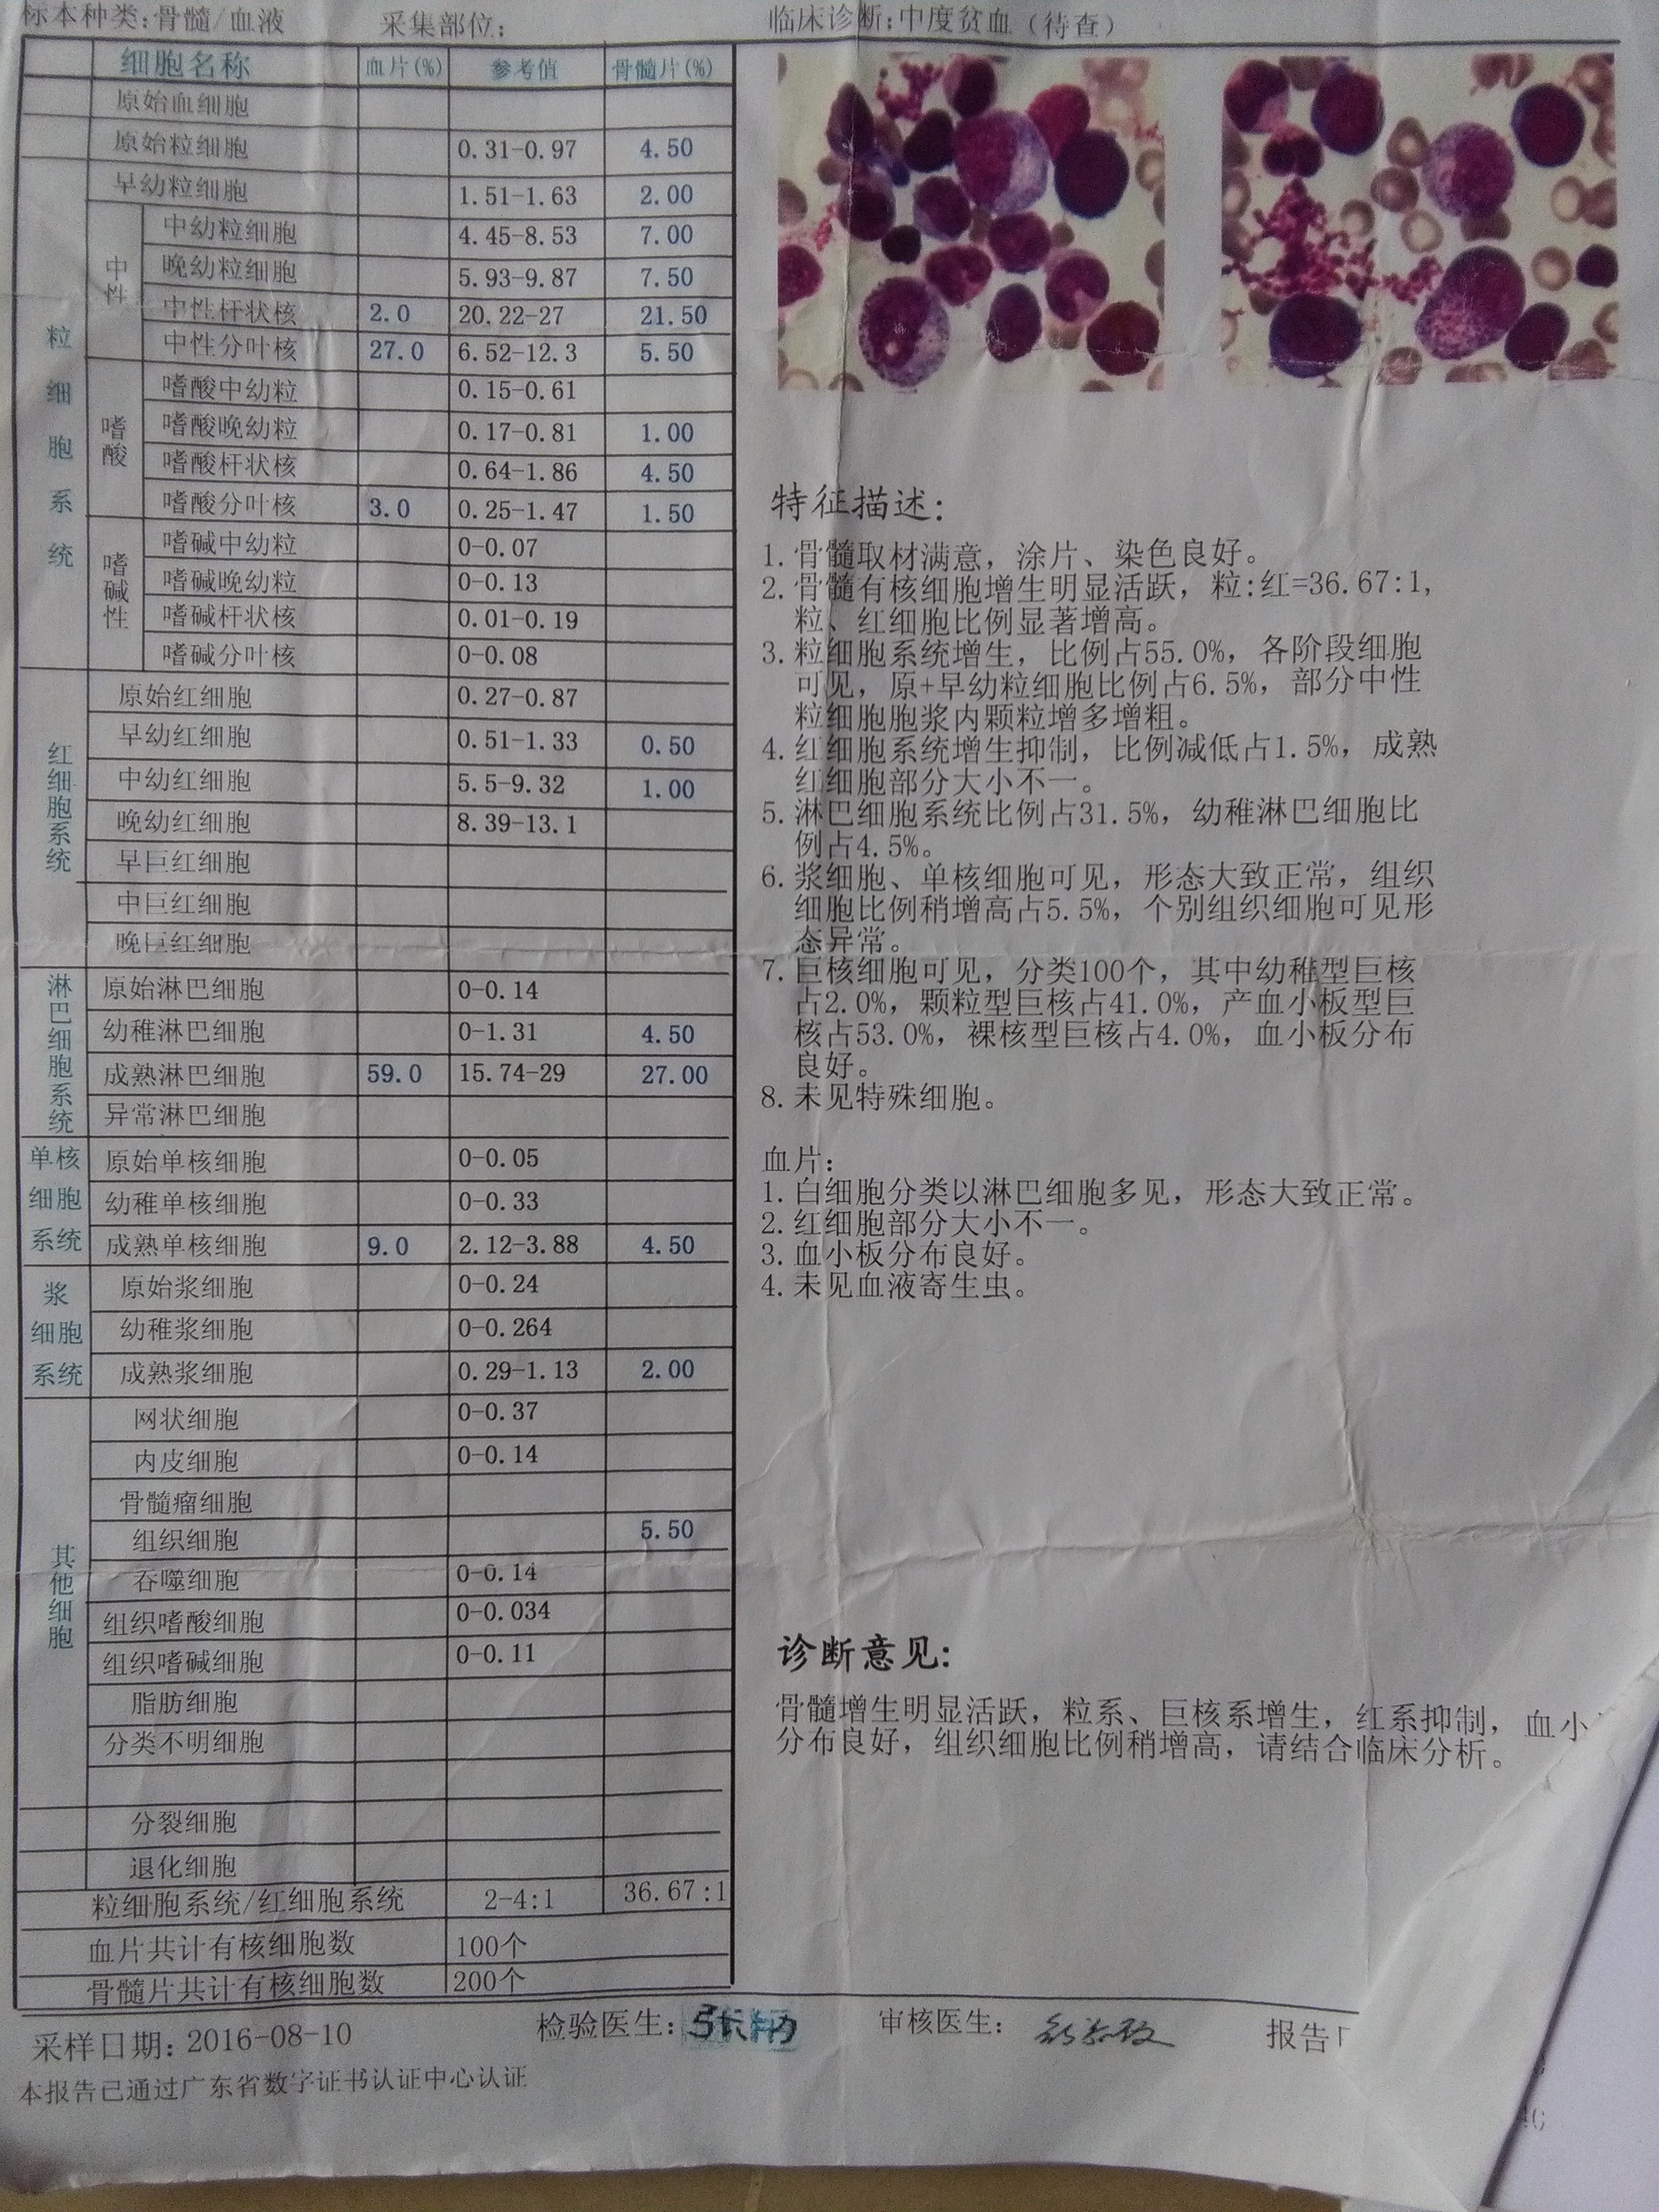 标本种类:骨髓/血液 采集部位: 临床诊断:中度贫血（待查）
细胞名称 血片(%) 参考值 骨髓片(%)
原始血细胞
粒细胞系统
原始粒细胞 0.31-0.97 4.50
早幼粒细胞 1.51-1.63 2.00
中性
中幼粒细胞 4.45-8.53 7.00
晚幼粒细胞 5.93-9.87 7.50
中性杆状核 2.0 20.22-27 21.50
中性分叶核 27.0 6.52-12.3 5.50
嗜酸
嗜酸中幼粒 0.15-0.61
嗜酸晚幼粒 0.17-0.81 1.00
嗜酸杆状核 0.64-1.86 4.50
嗜酸分叶核 3.0 0.25-1.47 1.50
嗜碱性
嗜碱中幼粒 0-0.07
嗜碱晚幼粒 0-0.13
嗜碱杆状核 0.01-0.19
嗜碱分叶核 0-0.08
红细胞系统
原始红细胞 0.27-0.87
早幼红细胞 0.51-1.33 0.50
中幼红细胞 5.5-9.32 1.00
晚幼红细胞 8.39-13.1
早巨红细胞
中巨红细胞
晚巨红细胞
淋巴细胞系统
原始淋巴细胞 0-0.14
幼稚淋巴细胞 0-1.31 4.50
成熟淋巴细胞 59.0 15.74-29 27.00
异常淋巴细胞
单核细胞系统
原始单核细胞 0-0.05
幼稚单核细胞 0-0.33
成熟单核细胞 9.0 2.12-3.88 4.50
浆细胞系统
原始浆细胞 0-0.24
幼稚浆细胞 0-0.264
成熟浆细胞 0.29-1.13 2.00
其他细胞
网状细胞 0-0.37
内皮细胞 0-0.14
骨髓瘤细胞
组织细胞 5.50
吞噬细胞 0-0.14
组织嗜酸细胞 0-0.034
组织嗜碱细胞 0-0.11
脂肪细胞
分类不明细胞
分裂细胞
退化细胞
粒细胞系统/红细胞系统 2-4:1 36.67:1
血片共计有核细胞数 100个
骨髓片共计有核细胞数 200个
特征描述:
1. 骨髓取材满意，涂片、染色良好。
2. 骨髓有核细胞增生明显活跃，粒:红=36.67:1,
粒、红细胞比例显著增高。
3. 粒细胞系统增生，比例占55.0%，各阶段细胞
可见，原+早幼粒细胞比例占6.5%，部分中性
粒细胞胞浆内颗粒增多增粗。
4. 红细胞系统增生抑制，比例减低占1.5%，成熟
红细胞部分大小不一。
5. 淋巴细胞系统比例占31.5%，幼稚淋巴细胞比
例占4.5%。
6. 浆细胞、单核细胞可见，形态大致正常，组织
细胞比例稍增高占5.5%，个别组织细胞可见形
态异常。
7. 巨核细胞可见，分类100个，其中幼稚型巨核
占2.0%，颗粒型巨核占41.0%，产血小板型巨
核占53.0%，裸核型巨核占4.0%，血小板分布
良好。
8. 未见特殊细胞。
血片:
1. 白细胞分类以淋巴细胞多见，形态大致正常。
2. 红细胞部分大小不一。
3. 血小板分布良好。
4. 未见血液寄生虫。
诊断意见:
骨髓增生明显活跃，粒系、巨核系增生，红系抑制，血小
分布良好，组织细胞比例稍增高，请结合临床分析。
采样日期: 2016-08-10 检验医生: 审核医生: 报告
本报告已通过广东省数字证书认证中心认证